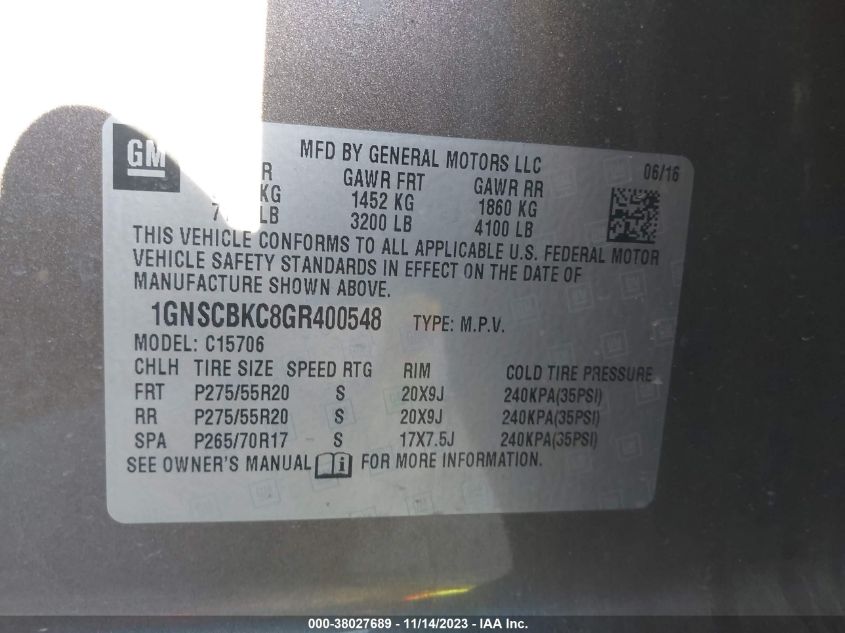 GM
MFD BY GENERAL MOTORS LLC
06/16
GAWR FRT GAWR RR
KG 1452 KG 1860 KG
LB 3200 LB 4100 LB
THIS VEHICLE CONFORMS TO ALL APPLICABLE U.S. FEDERAL MOTOR
VEHICLE SAFETY STANDARDS IN EFFECT ON THE DATE OF
MANUFACTURE SHOWN ABOVE.
1GNSCBKC8GR400548 TYPE: M.P.V.
MODEL: C15706
CHLH TIRE SIZE SPEED RTG RIM COLD TIRE PRESSURE
FRT P275/55R20 S 20X9J 240KPA(35PSI)
RR P275/55R20 S 20X9J 240KPA(35PSI)
SPA P265/70R17 S 17X7.5J 240KPA(35PSI)
SEE OWNER'S MANUAL FOR MORE INFORMATION.
000-38027689 - 11/14/2023 - IAA Inc.